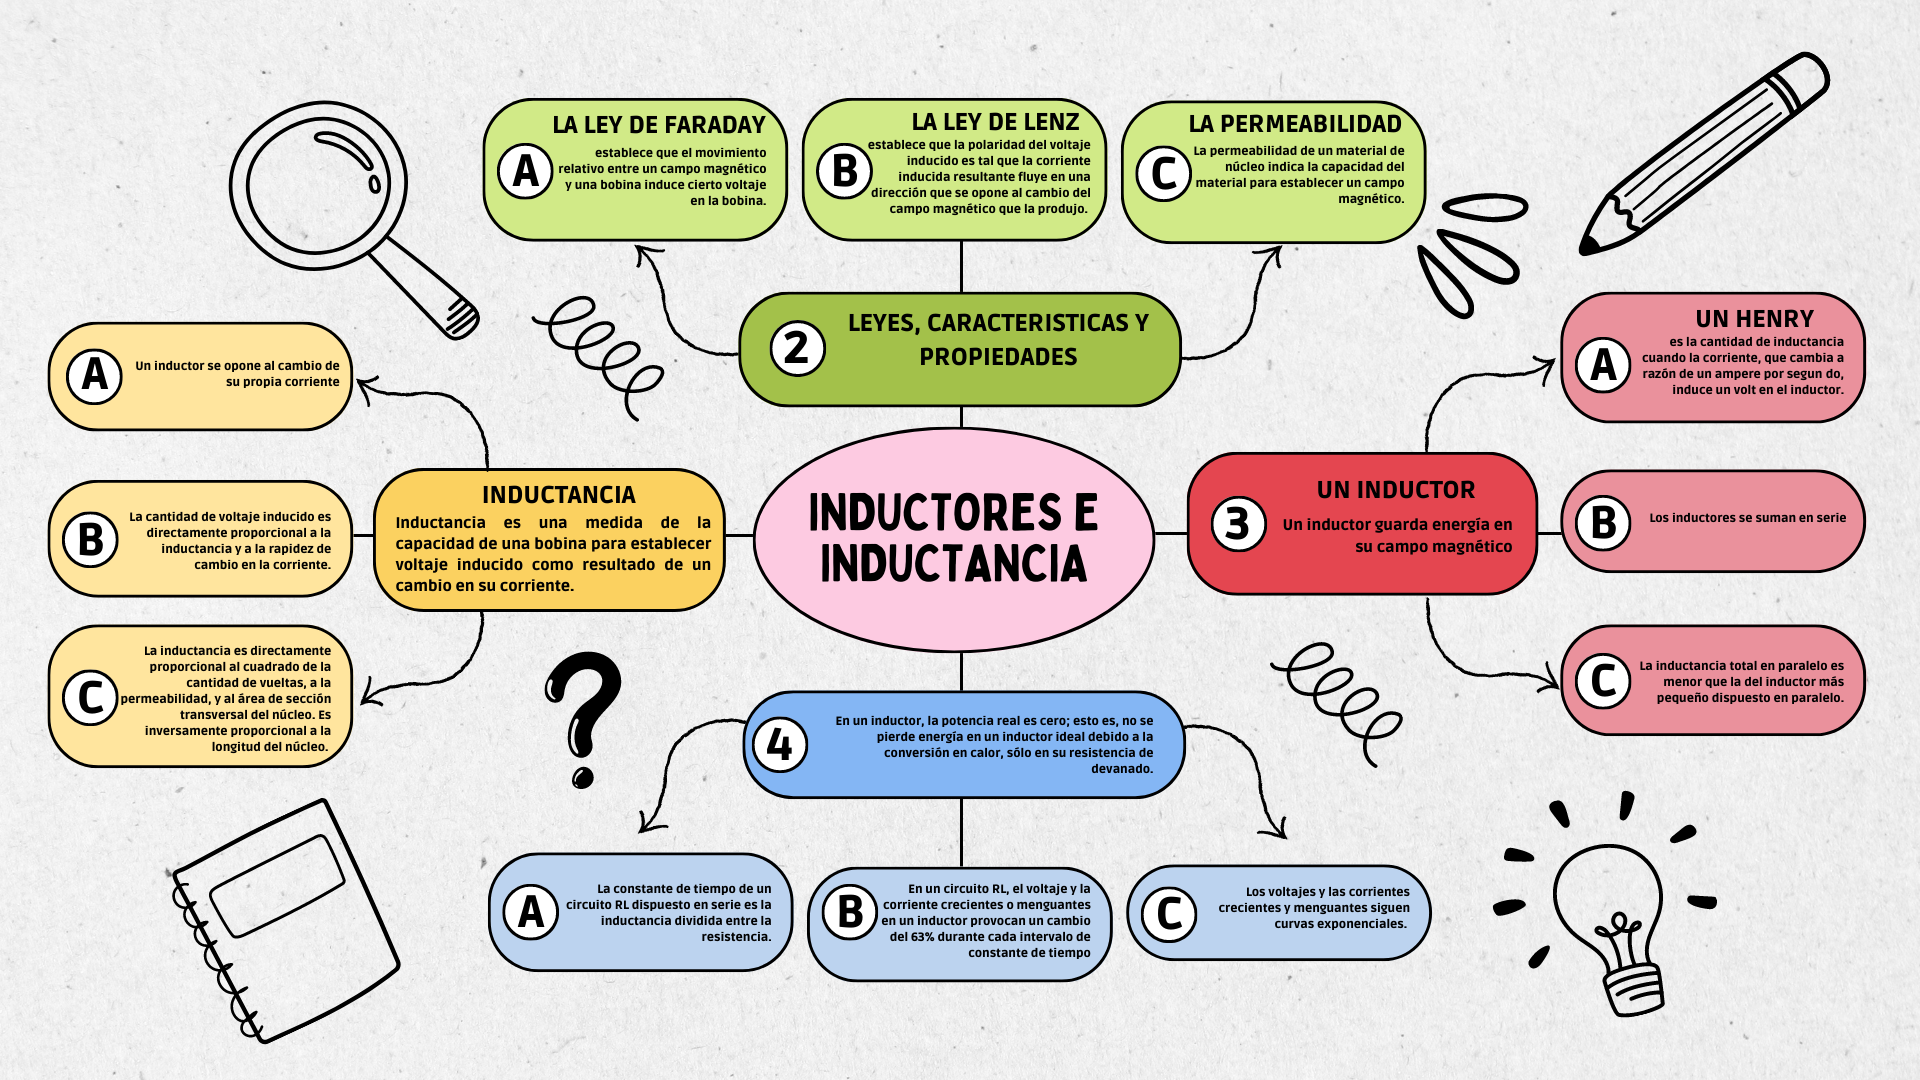 LA LEY DE FARADAY
A
establece que el movimiento
relativo entre un campo magnético
y una bobina induce cierto voltaje
en la bobina.
LA LEY DE LENZ
B
establece que la polaridad del voltaje
inducido es tal que la corriente
inducida resultante fluye en una
dirección que se opone al cambio del
campo magnético que la produjo.
LA PERMEABILIDAD
C
La permeabilidad de un material de
núcleo indica la capacidad del
material para establecer un campo
magnético.
2
LEYES, CARACTERISTICAS Y
PROPIEDADES
A
Un inductor se opone al cambio de
su propia corriente
B
La cantidad de voltaje inducido es
directamente proporcional a la
inductancia y a la rapidez de
cambio en la corriente.
C
La inductancia es directamente
proporcional al cuadrado de la
cantidad de vueltas, a la
permeabilidad, y al área de sección
transversal del núcleo. Es
inversamente proporcional a la
longitud del núcleo.
INDUCTANCIA
Inductancia es una medida de la
capacidad de una bobina para establecer
voltaje inducido como resultado de un
cambio en su corriente.
INDUCTORES E
INDUCTANCIA
3
UN INDUCTOR
Un inductor guarda energía en
su campo magnético
UN HENRY
A
es la cantidad de inductancia
cuando la corriente, que cambia a
razón de un ampere por segun do,
induce un volt en el inductor.
B
Los inductores se suman en serie
C
La inductancia total en paralelo es
menor que la del inductor más
pequeño dispuesto en paralelo.
4
En un inductor, la potencia real es cero; esto es, no se
pierde energía en un inductor ideal debido a la
conversión en calor, sólo en su resistencia de
devanado.
A
La constante de tiempo de un
circuito RL dispuesto en serie es la
inductancia dividida entre la
resistencia.
B
En un circuito RL, el voltaje y la
corriente crecientes o menguantes
en un inductor provocan un cambio
del 63% durante cada intervalo de
constante de tiempo
C
Los voltajes y las corrientes
crecientes y menguantes siguen
curvas exponenciales.